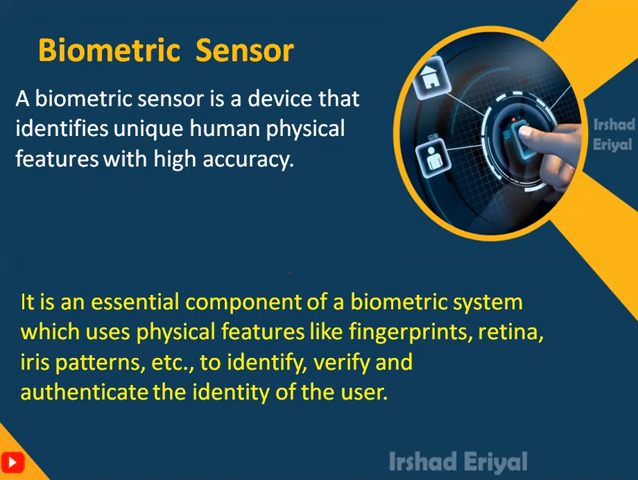 Biometric Sensor
A biometric sensor is a device that
identifies unique human physical
features with high accuracy.
Irshad
Eriyal
It is an essential component of a biometric system
which uses physical features like fingerprints, retina,
iris patterns, etc., to identify, verify and
authenticate the identity of the user.
Irshad Eriyal